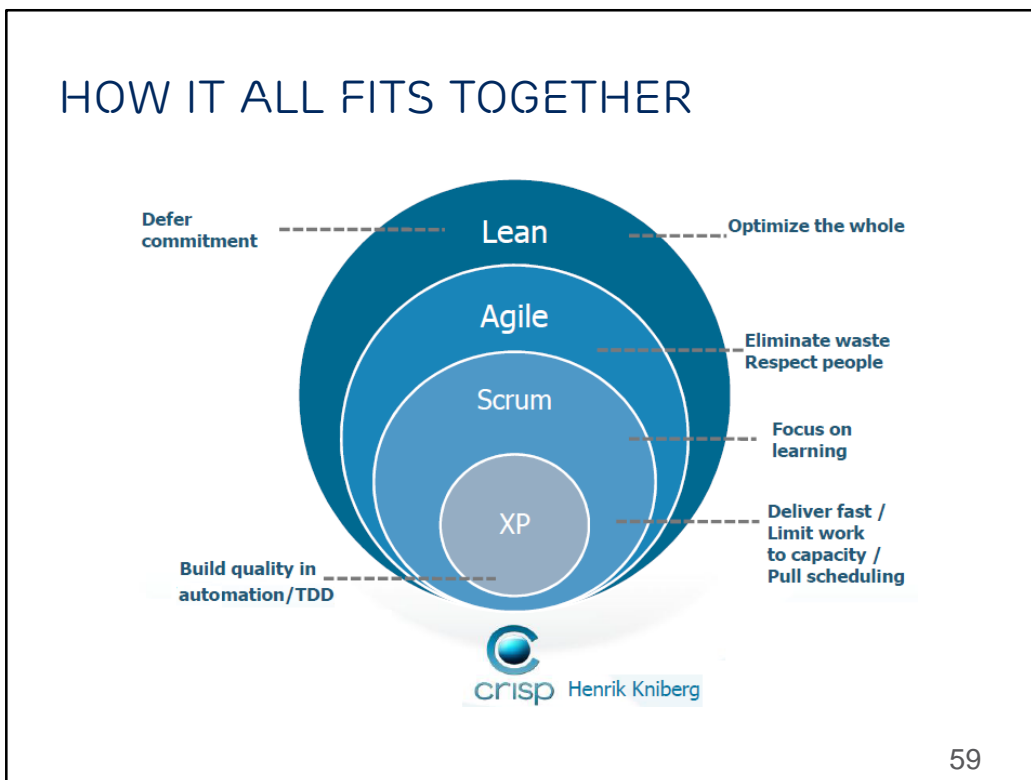 HOW IT ALL FITS TOGETHER
Defer
commitment
Lean
Optimize the whole
Agile
Eliminate waste
Respect people
Scrum
Focus on
learning
XP
Deliver fast /
Limit work
to capacity /
Pull scheduling
Build quality in
automation/TDD
crisp Henrik Kniberg
59